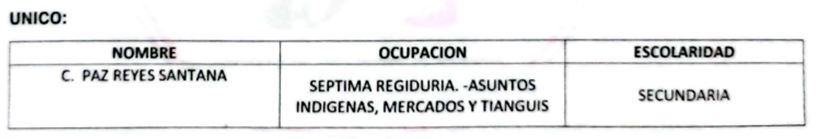 UNICO:
NOMBRE OCUPACION ESCOLARIDAD
C. PAZ REYES SANTANA
SEPTIMA REGIDURIA. -ASUNTOS
INDIGENAS, MERCADOS Y TIANGUIS
SECUNDARIA